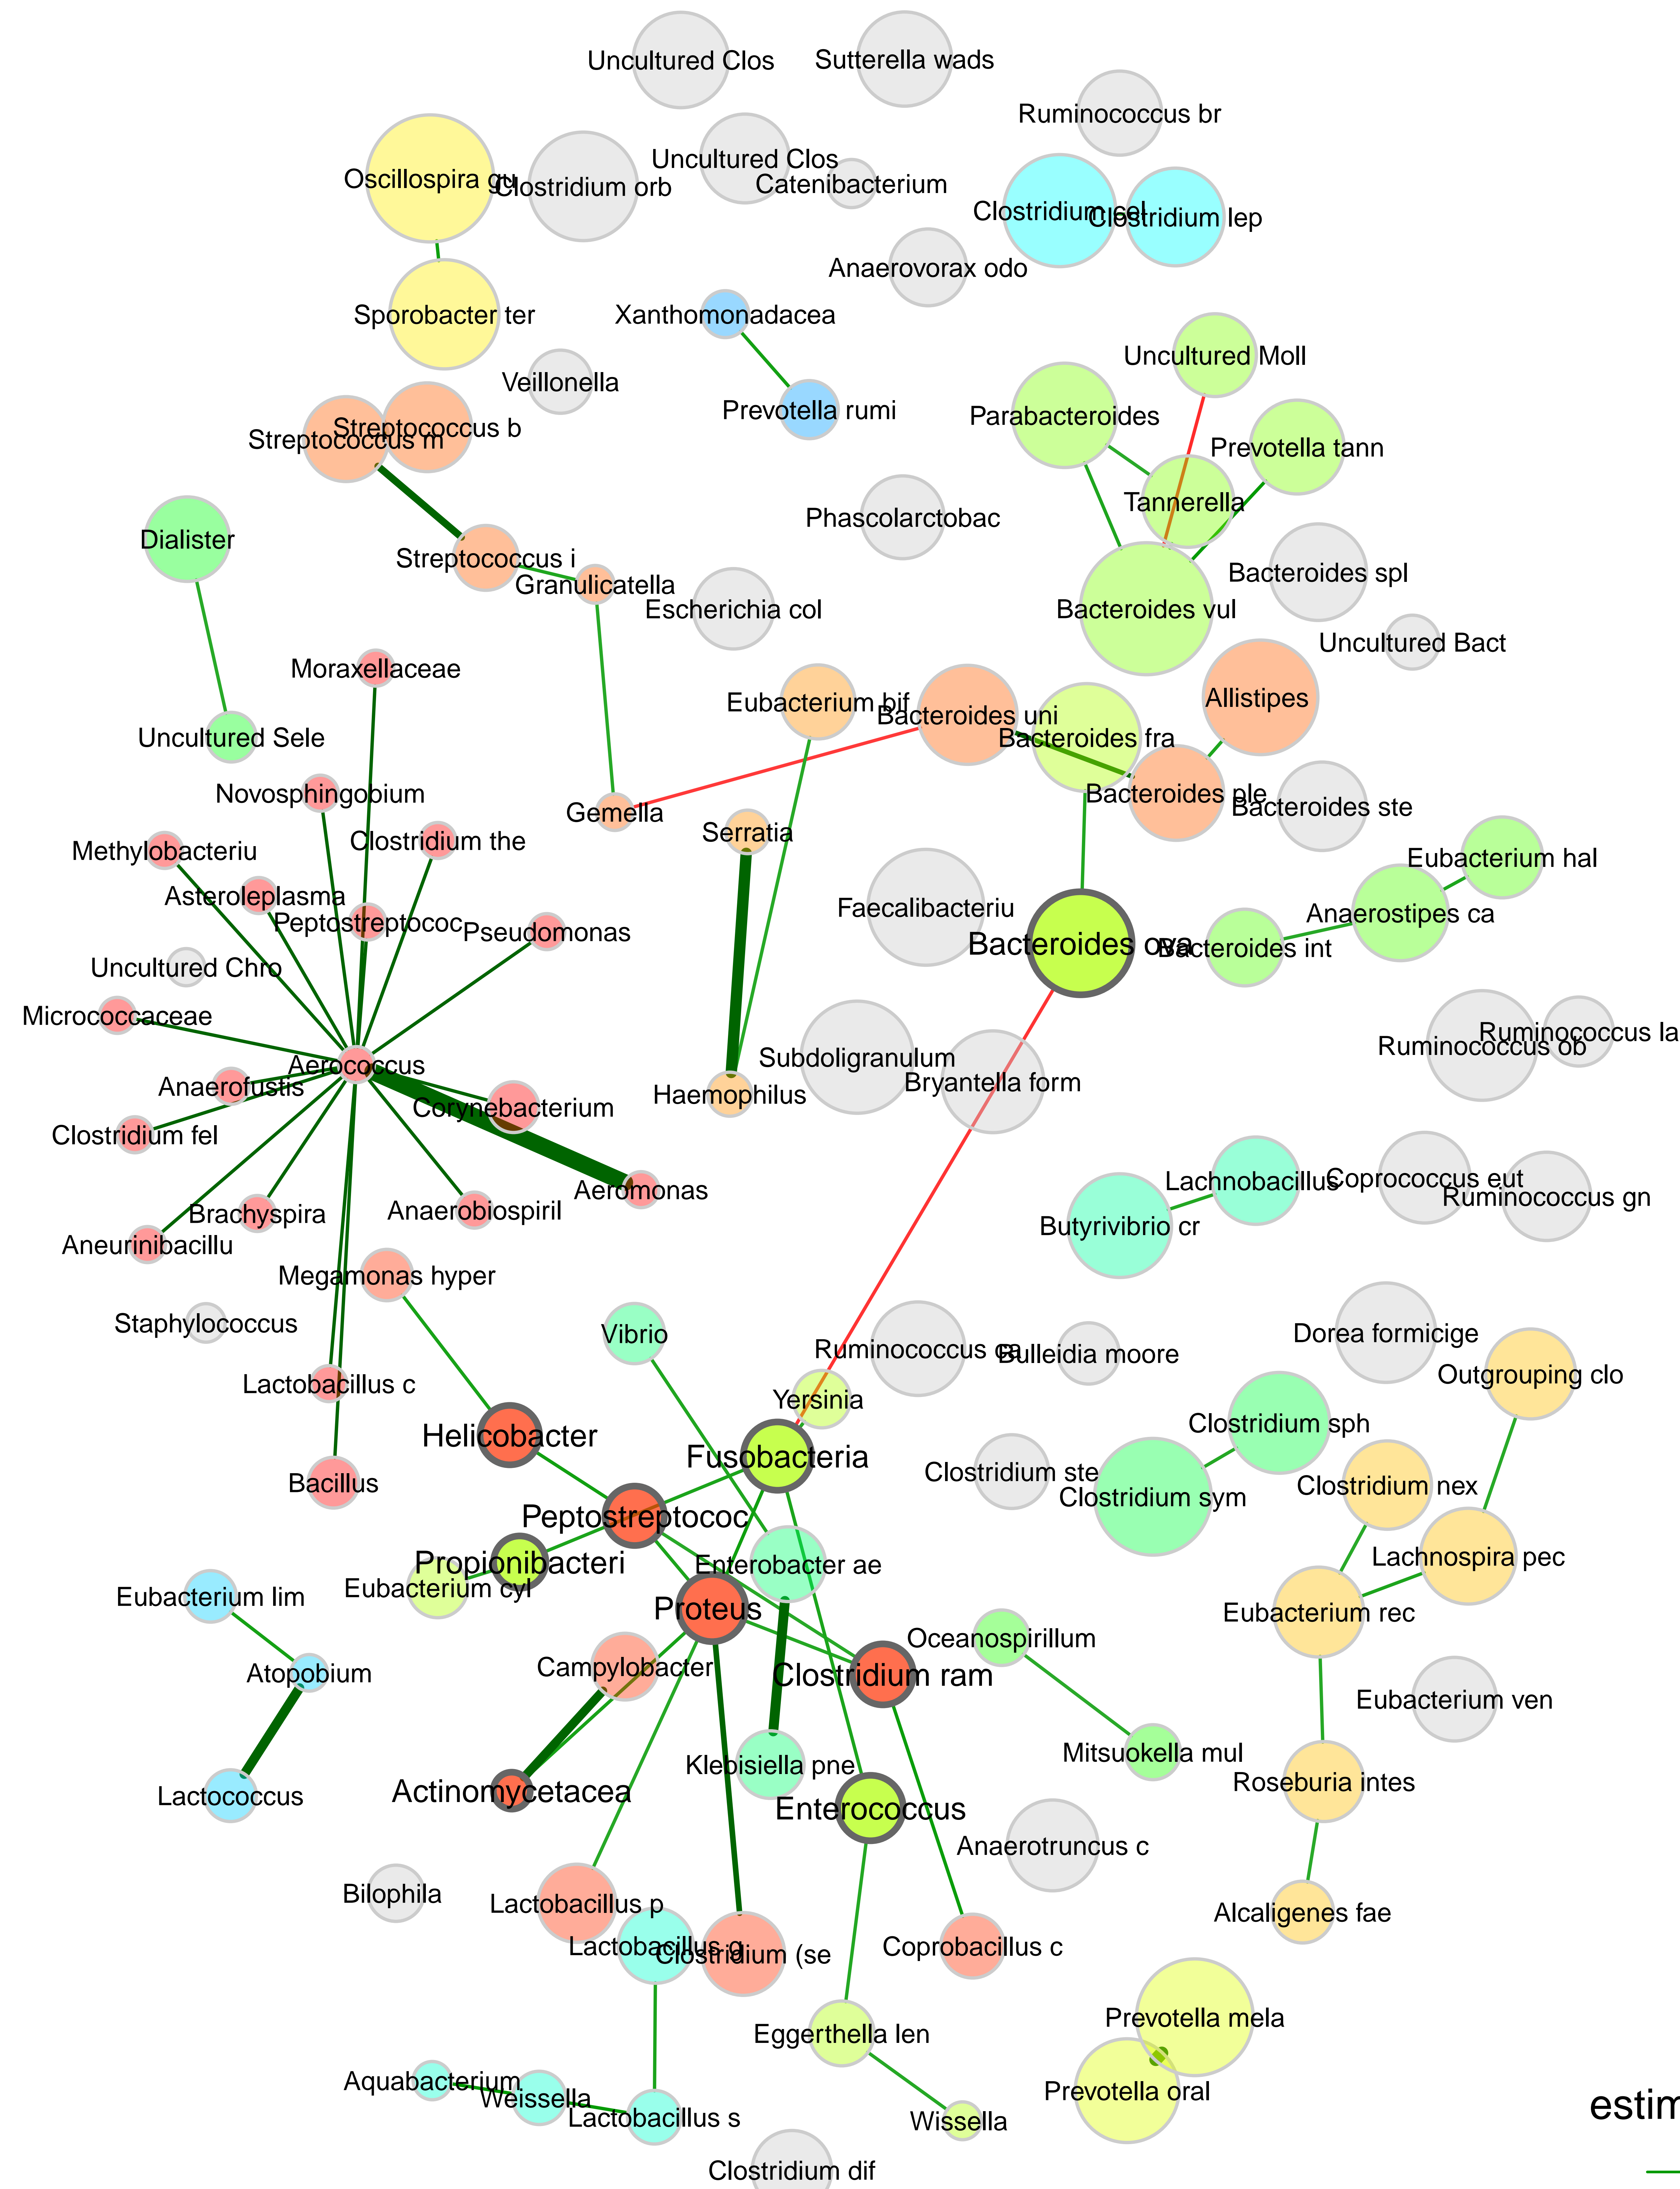 Uncultured Clos
Sutterella wads
Ruminococcus br
Uncultured Clos
Catenibacterium
Oscillospira gu
Clostridium orb
Clostridium col
Clostridium lep
Anaerovorax odo
Sporobacter ter
Xanthomonadacea
Uncultured Moll
Veillonella
Prevotella rumi
Parabacteroides
Streptococcus b
Streptococcus m
Prevotella tann
Tannerella
Phascolarctobac
Dialister
Streptococcus i
Granulicatella
Bacteroides spl
Escherichia col
Bacteroides vul
Uncultured Bact
Moraxellaceae
Eubacterium bif
Bacteroides uni
Allistipes
Uncultured Sele
Bacteroides fra
Novosphingobium
Bacteroides ple
Bacteroides ste
Gemella
Serratia
Clostridium the
Methylobacteriu
Eubacterium hal
Asteroleplasma
Peptostreptococ
Pseudomonas
Faecalibacteriu
Anaerostipes ca
Bacteroides ova
Bacteroides int
Uncultured Chro
Micrococcaceae
Ruminococcus la
Ruminococcus ob
Aerococcus
Subdoligranulum
Bryantella form
Anaerofustis
Haemophilus
Corynebacterium
Clostridium fel
Lachnobacillus
Coprococcus eut
Aeromonas
Ruminococcus gn
Brachyspira
Anaerobiospiril
Butyrivibrio cr
Aneurinibacillu
Megamonas hyper
Staphylococcus
Vibrio
Dorea formicige
Ruminococcus ca
Bulleidia moore
Outgrouping clo
Lactobacillus c
Yersinia
Clostridium sph
Helicobacter
Fusobacteria
Clostridium ste
Bacillus
Clostridium nex
Clostridium sym
Peptostreptococ
Propionibacteri
Enterobacter ae
Lachnospira pec
Eubacterium cyl
Eubacterium lim
Proteus
Eubacterium rec
Oceanospirillum
Campylobacter
Atopobium
Clostridium ram
Eubacterium ven
Mitsuokella mul
Klebisiella pne
Roseburia intes
Actinomycetacea
Lactococcus
Enterococcus
Anaerotruncus c
Bilophila
Lactobacillus p
Alcaligenes fae
Lactobacillus g
Clostridium (se
Coprobacillus c
Prevotella mela
Eggerthella len
Aquabacterium
Prevotella oral
Weissella
estim
Lactobacillus s
Wissella
Clostridium dif